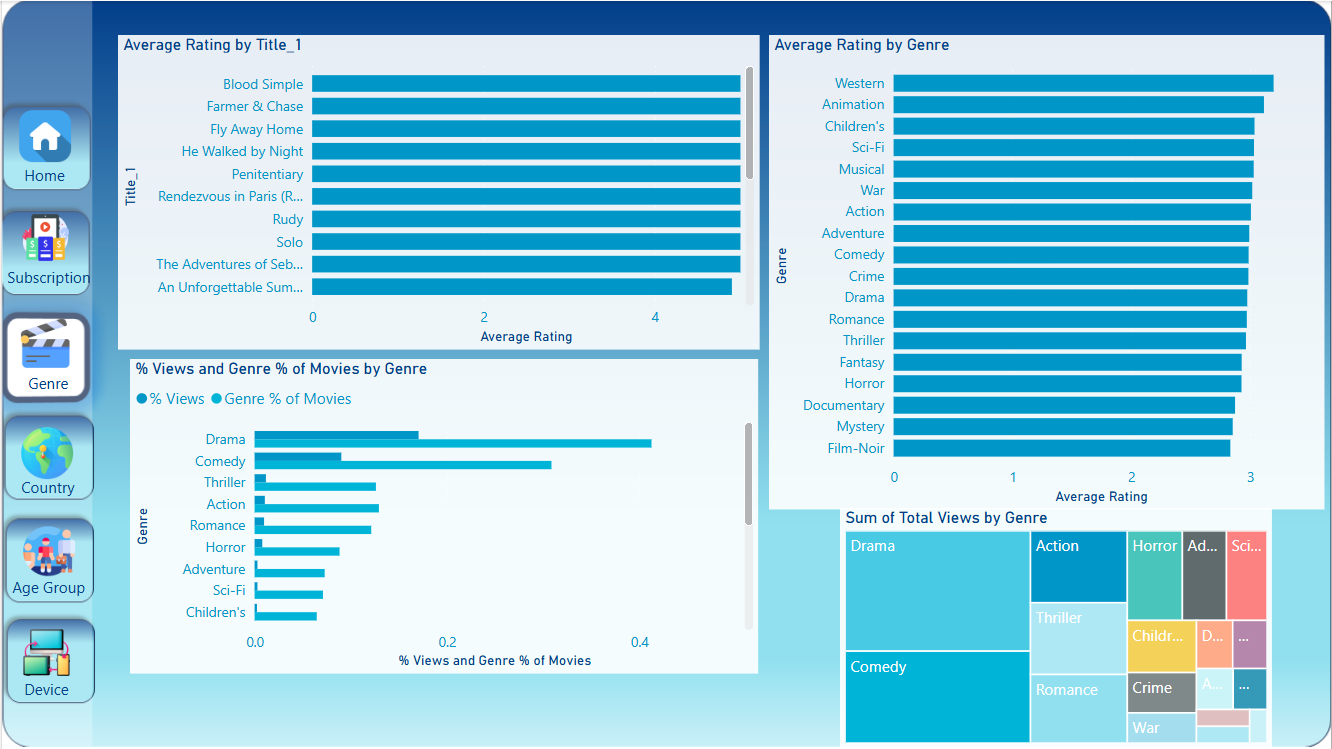 Home
Subscription
Genre
Country
Age Group
Device
Average Rating by Title_1
Title_1
Blood Simple
Farmer & Chase
Fly Away Home
He Walked by Night
Penitentiary
Rendezvous in Paris (R...
Rudy
Solo
The Adventures of Seb...
An Unforgettable Sum...
0 2 4
Average Rating
% Views and Genre % of Movies by Genre
% Views Genre % of Movies
Genre
Drama
Comedy
Thriller
Action
Romance
Horror
Adventure
Sci-Fi
Children's
0.0 0.2 0.4
% Views and Genre % of Movies
Average Rating by Genre
Genre
Western
Animation
Children's
Sci-Fi
Musical
War
Action
Adventure
Comedy
Crime
Drama
Romance
Thriller
Fantasy
Horror
Documentary
Mystery
Film-Noir
0 1 2 3
Average Rating
Sum of Total Views by Genre
Drama
Comedy
Action
Thriller
Romance
Horror
Ad...
Sci...
Childr...
Crime
War
D...
...
A...
...